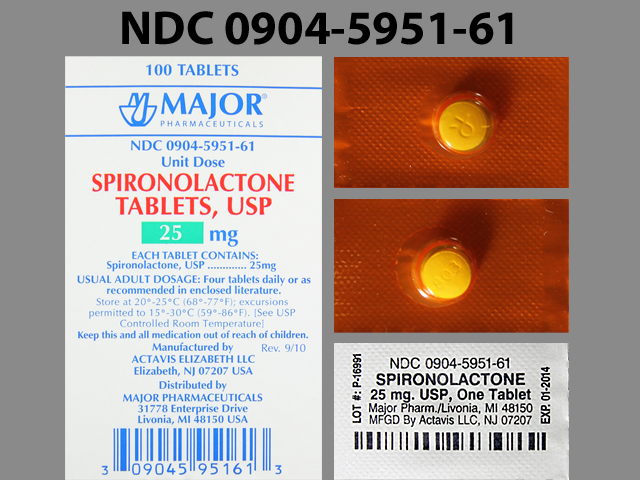 NDC 0904-5951-61
100 TABLETS
MAJOR®
PHARMACEUTICALS
NDC 0904-5951-61
Unit Dose
SPIRONOLACTONE
TABLETS, USP
25 mg
EACH TABLET CONTAINS:
Spironolactone, USP ............. 25mg
USUAL ADULT DOSAGE: Four tablets daily or as
recommended in enclosed literature.
Store at 20°-25°C (68°-77°F); excursions
permitted to 15°-30°C (59°-86°F). [See USP
Controlled Room Temperature]
Keep this and all medication out of reach of children.
Manufactured by Rev. 9/10
ACTAVIS ELIZABETH LLC
Elizabeth, NJ 07207 USA
Distributed by
MAJOR PHARMACEUTICALS
31778 Enterprise Drive
Livonia, MI 48150 USA
3 09045 95161 3
LOT #: P-16991
NDC 0904-5951-61
SPIRONOLACTONE
25 mg. USP, One Tablet
Major Pharm./Livonia, MI 48150
MFGD By Actavis LLC, NJ 07207
EXP. 01-2014